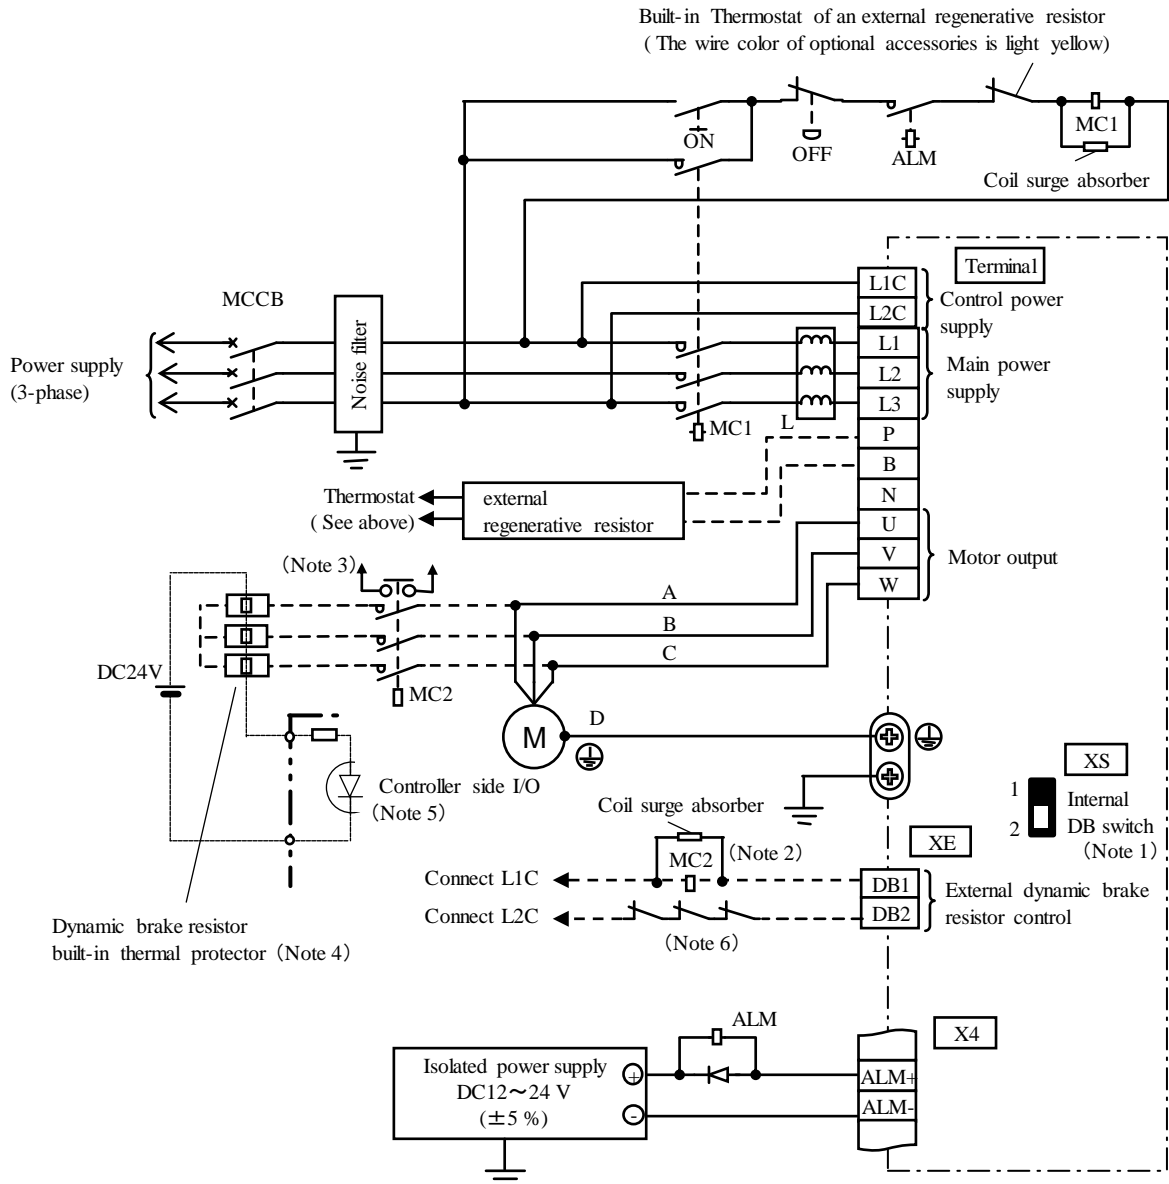 Built-in Thermostat of an external regenerative resistor
( The wire color of optional accessories is light yellow)
ON
OFF
ALM
MC1
Coil surge absorber
Terminal
MCCB
Noise filter
Power supply
(3-phase)
L1C
L2C
Control power
supply
L1
L2
L3
Main power
supply
MC1
L
P
B
N
Thermostat
( See above)
external
regenerative resistor
U
V
W
Motor output
(Note 3)
A
B
C
DC24V
MC2
M
D
Controller side I/O
(Note 5)
XS
1
2
Internal
DB switch
(Note 1)
Coil surge absorber
MC2
(Note 2)
XE
Connect L1C
Connect L2C
(Note 6)
DB1
DB2
External dynamic brake
resistor control
Dynamic brake resistor
built-in thermal protector (Note 4)
ALM
X4
Isolated power supply
DC12～24 V
(±5 %)
+
-
ALM+
ALM-